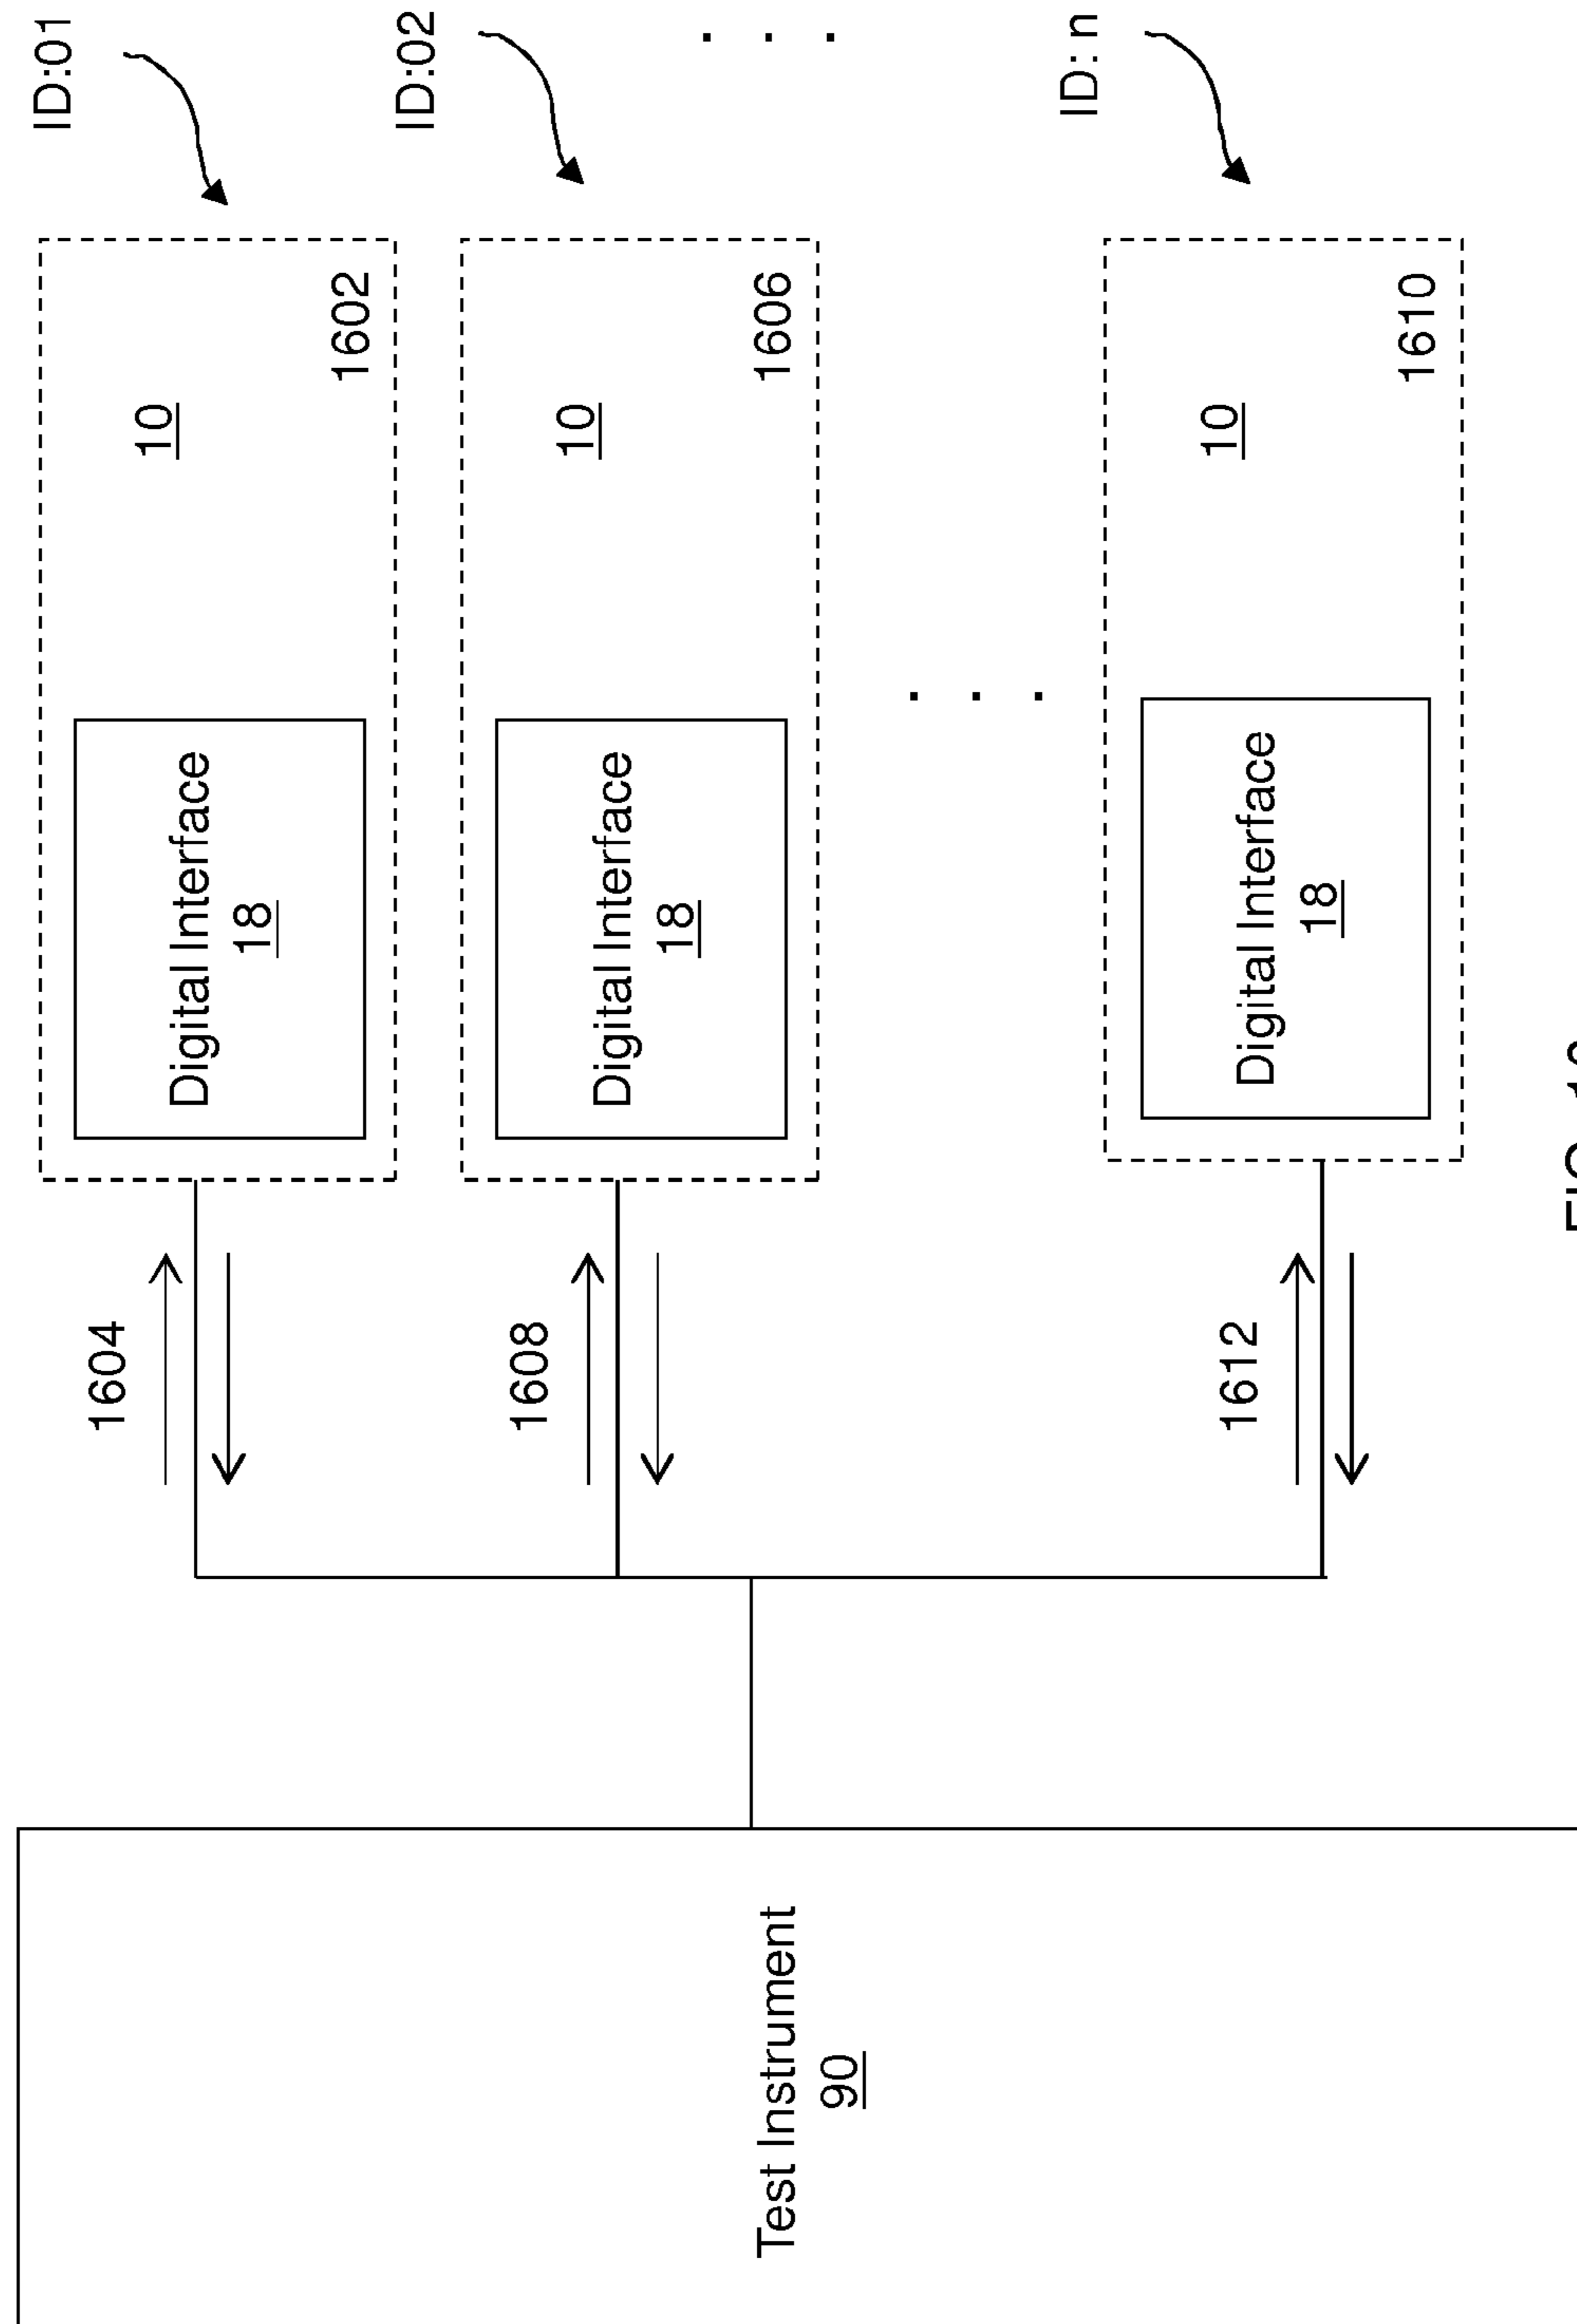 ID:01
1604
10
Digital Interface
18
1602
ID:02
1608
10
Digital Interface
18
1606
. . .
Test Instrument
90
. . .
ID: n
1612
10
Digital Interface
18
1610